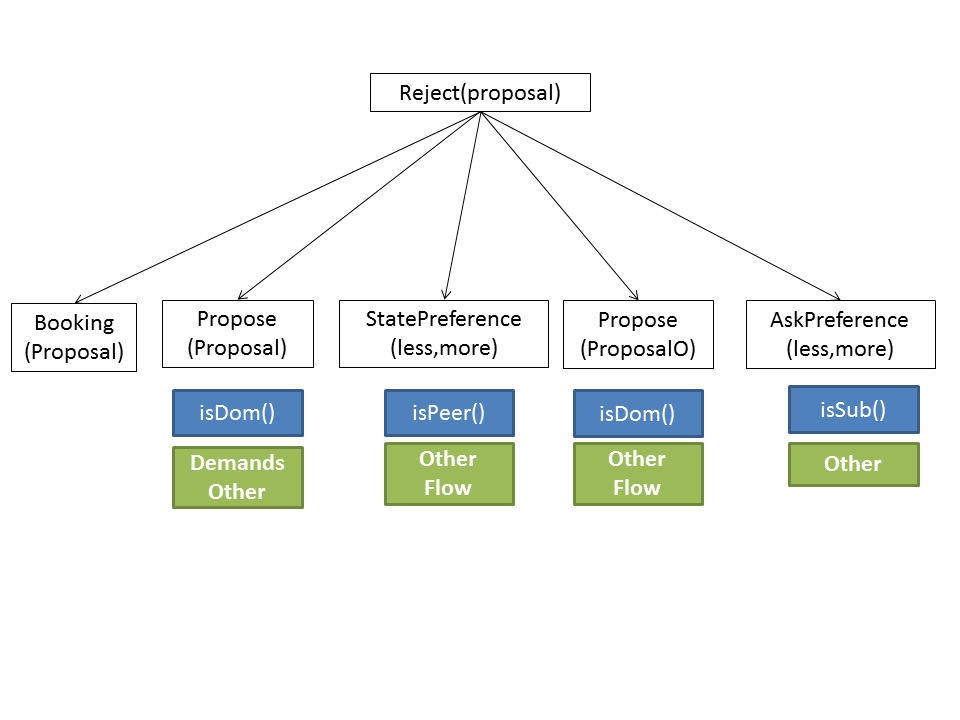 Reject(proposal)
Booking
(Proposal)
Propose
(Proposal)
StatePreference
(less,more)
Propose
(ProposalO)
AskPreference
(less,more)
isDom()
isPeer()
isDom()
isSub()
Demands
Other
Other
Flow
Other
Flow
Other